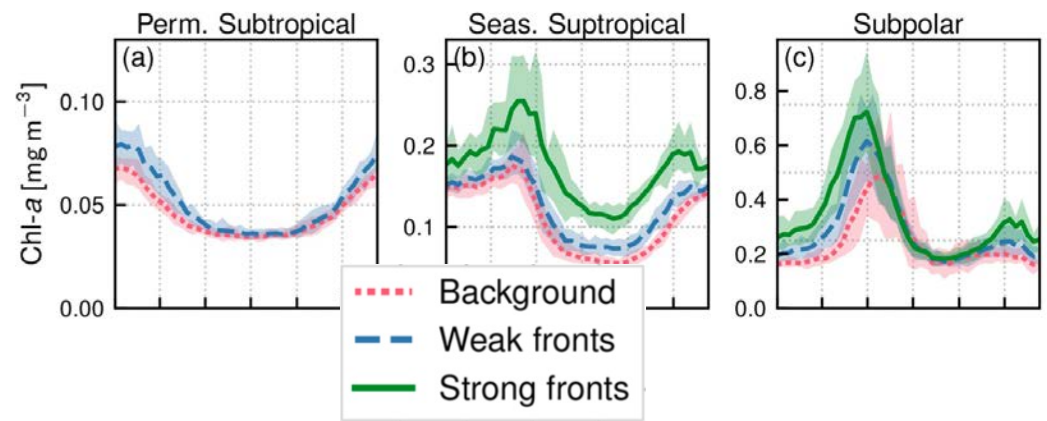 Perm. Subtropical
Seas. Suptropical
Subpolar
(a)
(b)
(c)
Chl-a [mg m⁻³]
0.10
0.05
0.00
0.3
0.2
0.1
0.8
0.6
0.4
0.2
0.0
Background
Weak fronts
Strong fronts